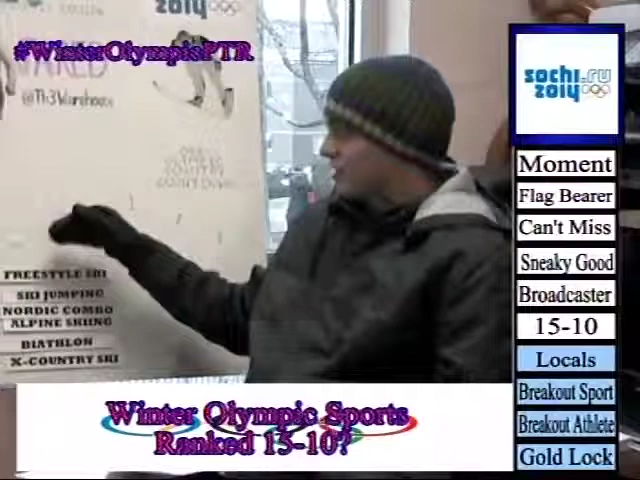 2014
#WinterOlympicsPTR
@Th3Warehouse
FREESTYLE SKI
SKI JUMPING
NORDIC COMBO
ALPINE SKIING
BIATHLON
X-COUNTRY SKI
Winter Olympic Sports
Ranked 15-10?
sochi.ru
2014
Moment
Flag Bearer
Can't Miss
Sneaky Good
Broadcaster
15-10
Locals
Breakout Sport
Breakout Athlete
Gold Lock